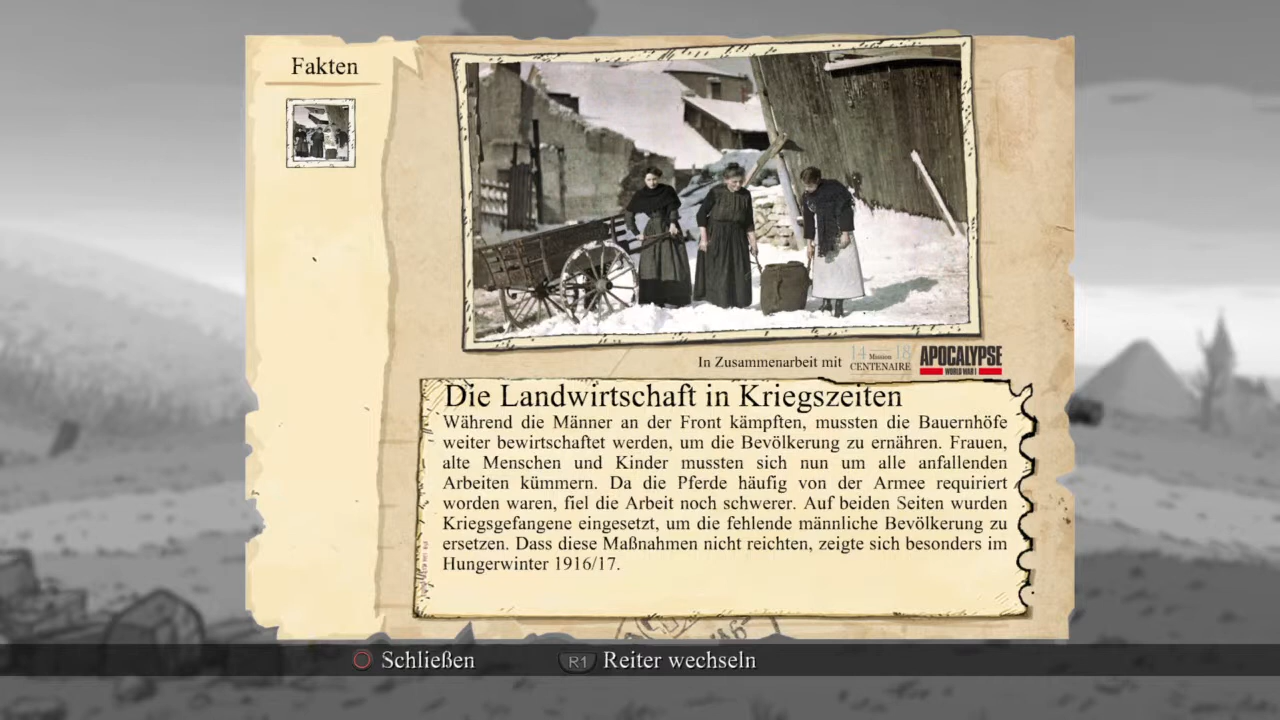 Fakten
In Zusammenarbeit mit
14 Mission 18
CENTENAIRE
APOCALYPSE
WORLD WAR I
Die Landwirtschaft in Kriegszeiten
Während die Männer an der Front kämpften, mussten die Bauernhöfe
weiter bewirtschaftet werden, um die Bevölkerung zu ernähren. Frauen,
alte Menschen und Kinder mussten sich nun um alle anfallenden
Arbeiten kümmern. Da die Pferde häufig von der Armee requiriert
worden waren, fiel die Arbeit noch schwerer. Auf beiden Seiten wurden
Kriegsgefangene eingesetzt, um die fehlende männliche Bevölkerung zu
ersetzen. Dass diese Maßnahmen nicht reichten, zeigte sich besonders im
Hungerwinter 1916/17.
Schließen
R1 Reiter wechseln